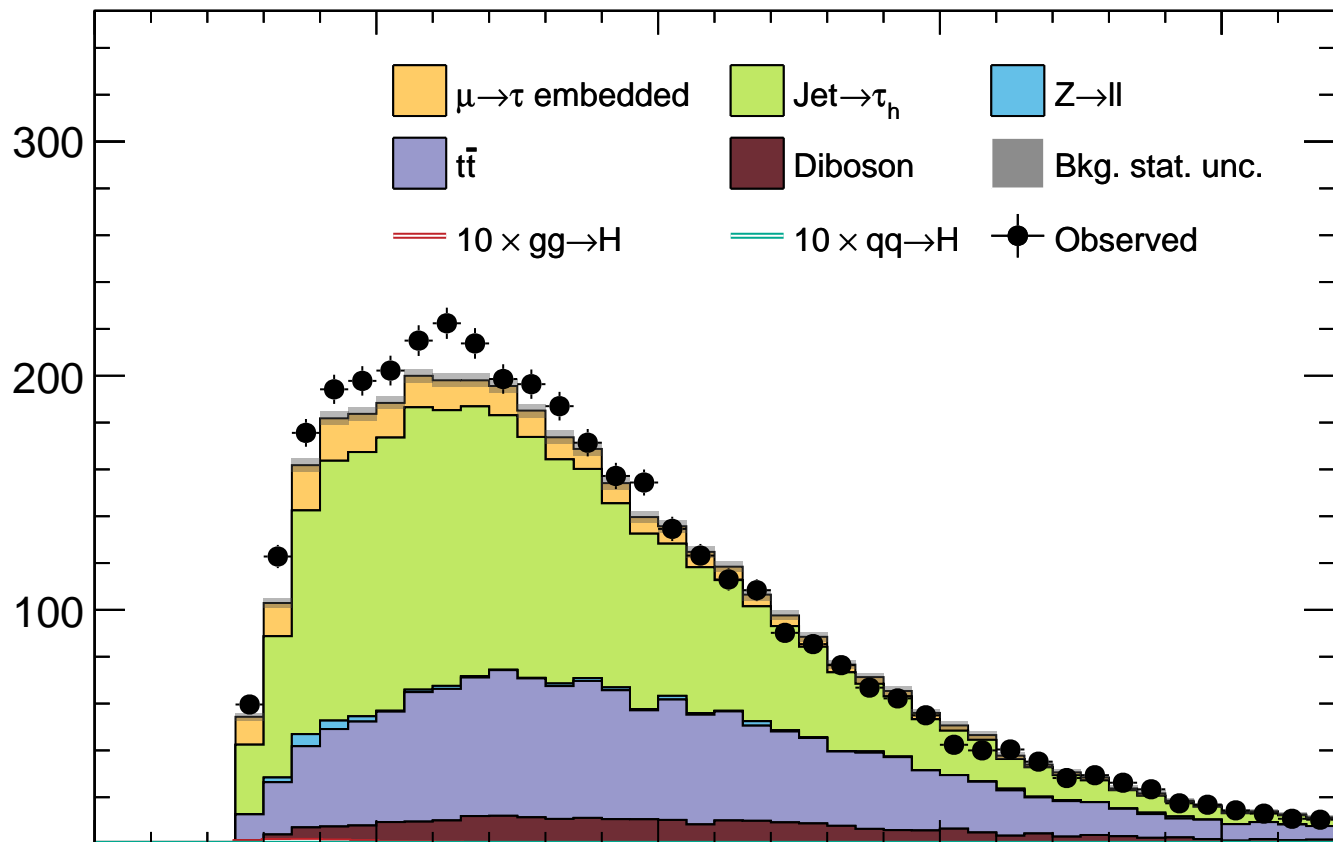 μ→τ embedded Jet→τₕ Z→ll
300
tt̄ Diboson Bkg. stat. unc.
10 × gg→H 10 × qq→H Observed
200
100